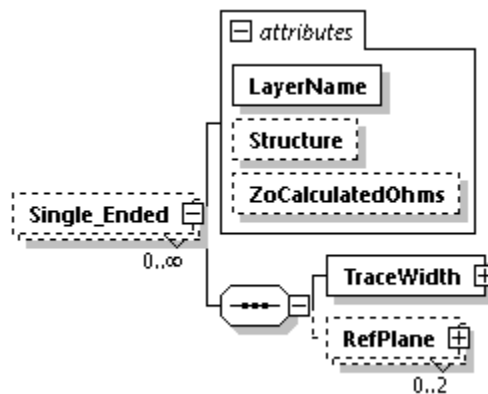 attributes
LayerName
Structure
ZoCalculatedOhms
Single_Ended
0..∞
TraceWidth
RefPlane
0..2